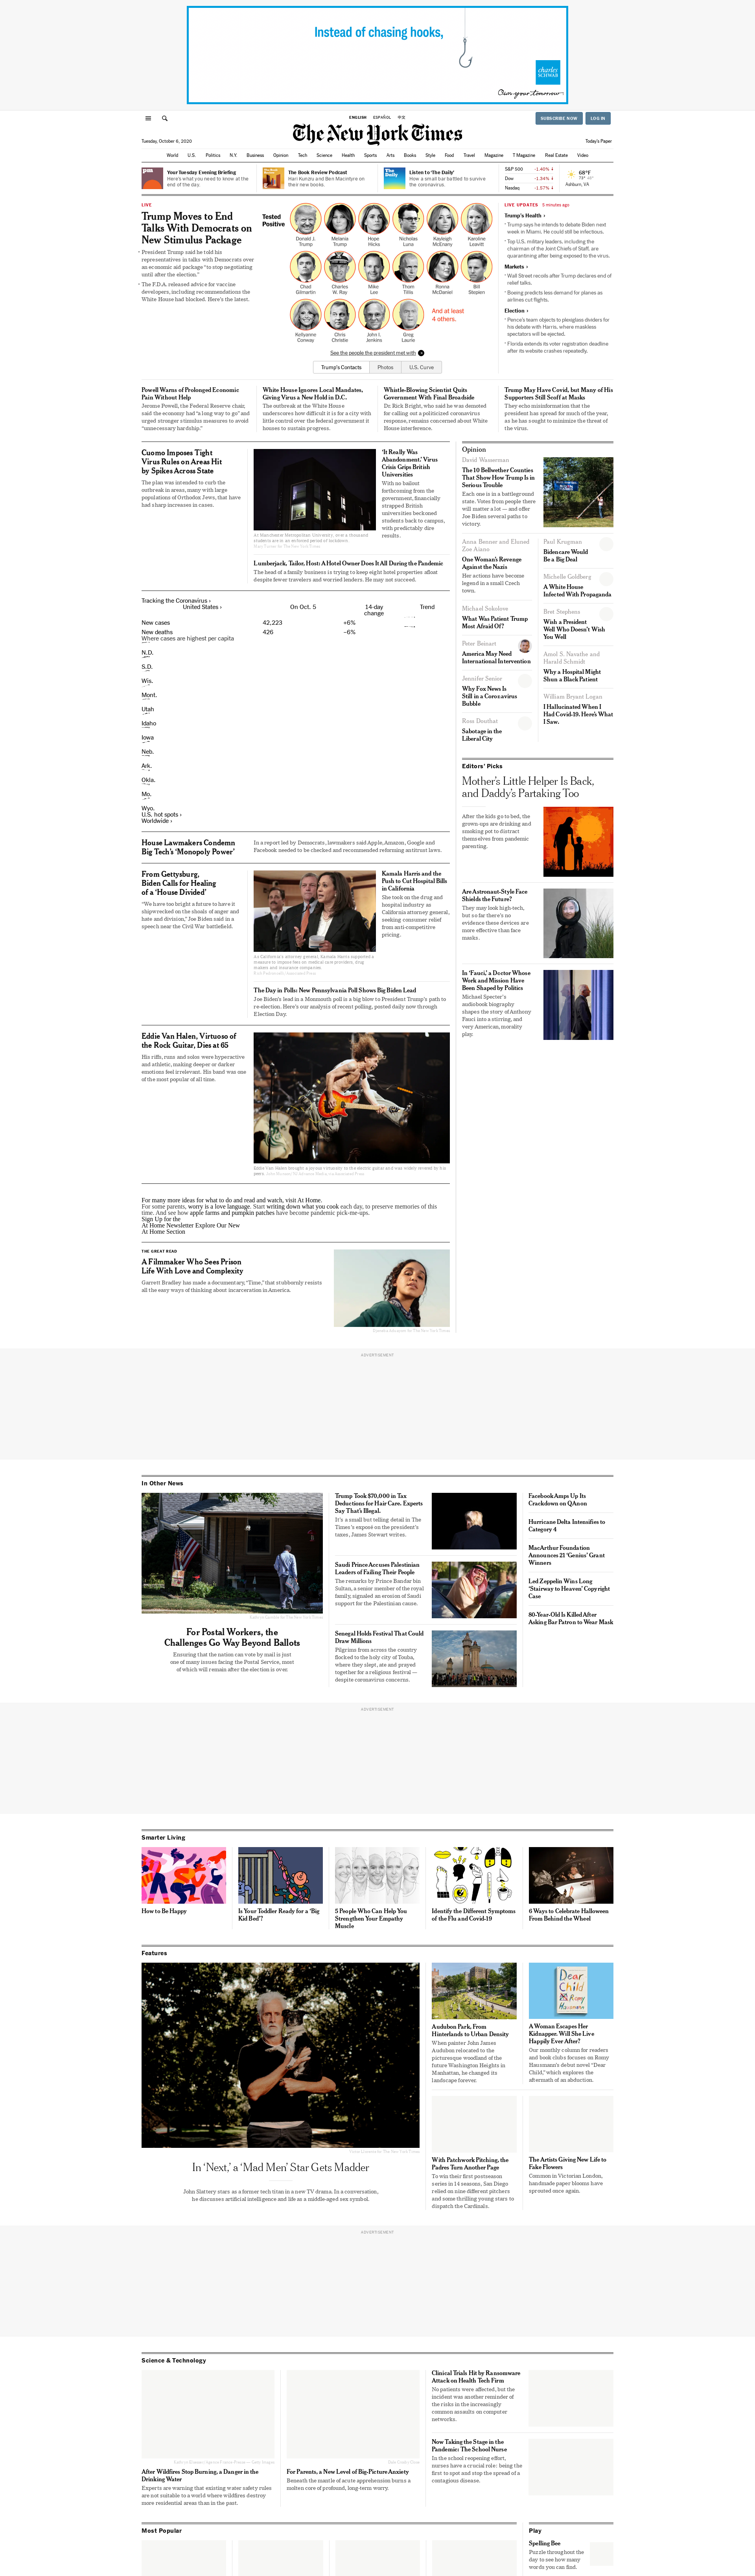 Instead of chasing hooks,
charles
SCHWAB
Own your tomorrow
ENGLISH ESPAÑOL 中文
SUBSCRIBE NOW LOG IN
The New York Times
Tuesday, October 6, 2020
Today's Paper
World U.S. Politics N.Y. Business Opinion Tech Science Health Sports Arts Books Style Food Travel Magazine T Magazine Real Estate Video
Your Tuesday Evening Briefing
Here's what you need to know at the
end of the day.
The Book Review Podcast
Hari Kunzru and Ben Macintyre on
their new books.
Listen to 'The Daily'
How a small bar battled to survive
the coronavirus.
S&P 500 -1.40% ↓
Dow -1.34% ↓
Nasdaq -1.57% ↓
68°F
Ashburn, VA
LIVE
Trump Moves to End
Talks With Democrats on
New Stimulus Package
President Trump said he told his
representatives in talks with Democrats over
an economic aid package “to stop negotiating
until after the election.”
The F.D.A. released advice for vaccine
developers, including recommendations the
White House had blocked. Here's the latest.
Tested
Positive
Donald J.
Trump
Melania
Trump
Hope
Hicks
Nicholas
Luna
Kayleigh
McEnany
Karoline
Leavitt
Chad
Gilmartin
Charles
W. Ray
Mike
Lee
Thom
Tillis
Ronna
McDaniel
Bill
Stepien
Kellyanne
Conway
Chris
Christie
John I.
Jenkins
Greg
Laurie
And at least
4 others.
See the people the president met with
Trump's Contacts Photos U.S. Curve
LIVE UPDATES 5 minutes ago
Trump's Health ›
Trump says he intends to debate Biden next
week in Miami. He could still be infectious.
Top U.S. military leaders, including the
chairman of the Joint Chiefs of Staff, are
quarantining after being exposed to the virus.
Markets ›
Wall Street recoils after Trump declares end of
relief talks.
Boeing predicts less demand for planes as
airlines cut flights.
Election ›
Pence's team objects to plexiglass dividers for
his debate with Harris, where maskless
spectators will be ejected.
Florida extends its voter registration deadline
after its website crashes repeatedly.
Powell Warns of Prolonged Economic
Pain Without Help
Jerome Powell, the Federal Reserve chair,
said the economy had “a long way to go” and
urged stronger stimulus measures to avoid
“unnecessary hardship.”
White House Ignores Local Mandates,
Giving Virus a New Hold in D.C.
The outbreak at the White House
underscores how difficult it is for a city with
little control over the federal government it
houses to sustain progress.
Whistle-Blowing Scientist Quits
Government With Final Broadside
Dr. Rick Bright, who said he was demoted
for calling out a politicized coronavirus
response, remains concerned about White
House interference.
Trump May Have Covid, but Many of His
Supporters Still Scoff at Masks
They echo misinformation that the
president has spread for much of the year,
as he has sought to minimize the threat of
the virus.
Cuomo Imposes Tight
Virus Rules on Areas Hit
by Spikes Across State
The plan was intended to curb the
outbreak in areas, many with large
populations of Orthodox Jews, that have
had sharp increases in cases.
At Manchester Metropolitan University, over a thousand
students are in an enforced period of lockdown.
‘It Really Was
Abandonment.’ Virus
Crisis Grips British
Universities
With no bailout
forthcoming from the
government, financially
strapped British
universities beckoned
students back to campus,
with predictable dire
results.
Lumberjack, Tailor, Host: A Hotel Owner Does It All During the Pandemic
The head of a family business is trying to keep eight hotel properties afloat
despite fewer travelers and worried leaders. He may not succeed.
Tracking the Coronavirus ›
United States › On Oct. 5 14-day
change Trend
New cases 42,223 +6%
New deaths 426 –6%
Where cases are highest per capita
N.D.
S.D.
Wis.
Mont.
Utah
Idaho
Iowa
Neb.
Ark.
Okla.
Mo.
Wyo.
U.S. hot spots ›
Worldwide ›
House Lawmakers Condemn
Big Tech's ‘Monopoly Power’
In a report led by Democrats, lawmakers said Apple, Amazon, Google and
Facebook needed to be checked and recommended reforming antitrust laws.
From Gettysburg,
Biden Calls for Healing
of a ‘House Divided’
“We have too bright a future to have it
shipwrecked on the shoals of anger and
hate and division,” Joe Biden said in a
speech near the Civil War battlefield.
As California's attorney general, Kamala Harris supported a
measure to impose fees on medical care providers, drug
makers and insurance companies.
Kamala Harris and the
Push to Cut Hospital Bills
in California
She took on the drug and
hospital industry as
California attorney general,
seeking consumer relief
from anti-competitive
pricing.
The Day in Polls: New Pennsylvania Poll Shows Big Biden Lead
Joe Biden's lead in a Monmouth poll is a big blow to President Trump's path to
re-election. Here's our analysis of recent polling, posted daily now through
Election Day.
Eddie Van Halen, Virtuoso of
the Rock Guitar, Dies at 65
His riffs, runs and solos were hyperactive
and athletic, making deeper or darker
emotions feel irrelevant. His band was one
of the most popular of all time.
Eddie Van Halen brought a joyous virtuosity to the electric guitar and was widely revered by his
peers.
For many more ideas for what to do and read and watch, visit At Home.
For some parents, worry is a love language. Start writing down what you cook each day, to preserve memories of this
time. And see how apple farms and pumpkin patches have become pandemic pick-me-ups.
Sign Up for the
At Home Newsletter Explore Our New
At Home Section
THE GREAT READ
A Filmmaker Who Sees Prison
Life With Love and Complexity
Garrett Bradley has made a documentary, “Time,” that stubbornly resists
all the easy ways of thinking about incarceration in America.
Opinion
David Wasserman
The 10 Bellwether Counties
That Show How Trump Is in
Serious Trouble
Each one is in a battleground
state. Votes from people there
will matter a lot — and offer
Joe Biden several paths to
victory.
Anna Beener and Elured
Zoe Aiano
One Woman's Revenge
Against the Nazis
Her actions have become
legend in a small Czech
town.
Michael Sokolove
What Was Patient Trump
Most Afraid Of?
Peter Beinart
America May Need
International Intervention
Jennifer Senior
Why Fox News Is
Still in a Coronavirus
Bubble
Ross Douthat
Sabotage in the
Liberal City
Paul Krugman
Bidencare Would
Be a Big Deal
Michelle Goldberg
A White House
Infected With Propaganda
Bret Stephens
Wish a President
Well Who Doesn't Wish
You Well
Amol S. Navathe and
Harald Schmidt
Why a Hospital Might
Shun a Black Patient
William Bryant Logan
I Hallucinated When I
Had Covid-19. Here's What
I Saw.
Editors' Picks
Mother's Little Helper Is Back,
and Daddy's Partaking Too
After the kids go to bed, the
grown-ups are drinking and
smoking pot to distract
themselves from pandemic
parenting.
Are Astronaut-Style Face
Shields the Future?
They may look high-tech,
but so far there's no
evidence these devices are
more effective than face
masks.
In ‘Fauci,’ a Doctor Whose
Work and Mission Have
Been Shaped by Politics
Michael Specter's
audiobook biography
shapes the story of Anthony
Fauci into a stirring, and
very American, morality
play.
ADVERTISEMENT
In Other News
For Postal Workers, the
Challenges Go Way Beyond Ballots
Ensuring that the nation can vote by mail is just
one of many issues facing the Postal Service, most
of which will remain after the election is over.
Trump Took $70,000 in Tax
Deductions for Hair Care. Experts
Say That's Illegal.
It's a small but telling detail in The
Times's exposé on the president's
taxes, James Stewart writes.
Saudi Prince Accuses Palestinian
Leaders of Failing Their People
The remarks by Prince Bandar bin
Sultan, a senior member of the royal
family, signaled an erosion of Saudi
support for the Palestinian cause.
Senegal Holds Festival That Could
Draw Millions
Pilgrims from across the country
flocked to the holy city of Touba,
where they slept, ate and prayed
together for a religious festival —
despite coronavirus concerns.
Facebook Amps Up Its
Crackdown on QAnon
Hurricane Delta Intensifies to
Category 4
MacArthur Foundation
Announces 21 ‘Genius’ Grant
Winners
Led Zeppelin Wins Long
‘Stairway to Heaven’ Copyright
Case
80-Year-Old Is Killed After
Asking Bar Patron to Wear Mask
ADVERTISEMENT
Smarter Living
How to Be Happy
Is Your Toddler Ready for a ‘Big
Kid Bed’?
5 People Who Can Help You
Strengthen Your Empathy
Muscle
Identify the Different Symptoms
of the Flu and Covid-19
6 Ways to Celebrate Halloween
From Behind the Wheel
Features
In ‘Next,’ a ‘Mad Men’ Star Gets Madder
John Slattery stars as a former tech titan in a new TV drama. In a conversation,
he discusses artificial intelligence and life as a middle-aged sex symbol.
Audubon Park, From
Hinterlands to Urban Density
When painter John James
Audubon relocated to the
picturesque woodland of the
future Washington Heights in
Manhattan, he changed its
landscape forever.
Dear
Child
Romy
Hausmann
A Woman Escapes Her
Kidnapper. Will She Live
Happily Ever After?
Our monthly column for readers
and book clubs focuses on Romy
Hausmann's debut novel “Dear
Child,” which explores the
aftermath of an abduction.
With Patchwork Pitching, the
Padres Turn Another Page
To win their first postseason
series in 14 seasons, San Diego
relied on nine different pitchers
and some thrilling young stars to
dispatch the Cardinals.
The Artists Giving New Life to
Fake Flowers
Common in Victorian London,
handmade paper blooms have
sprouted once again.
ADVERTISEMENT
Science & Technology
After Wildfires Stop Burning, a Danger in the
Drinking Water
Experts are warning that existing water safety rules
are not suitable to a world where wildfires destroy
more residential areas than in the past.
For Parents, a New Level of Big-Picture Anxiety
Beneath the mantle of acute apprehension burns a
molten core of profound, long-term worry.
Clinical Trials Hit by Ransomware
Attack on Health Tech Firm
No patients were affected, but the
incident was another reminder of
the risks in the increasingly
common assaults on computer
networks.
Now Taking the Stage in the
Pandemic: The School Nurse
In the school reopening effort,
nurses have a crucial role: being the
first to spot and stop the spread of a
contagious disease.
Most Popular
Play
Spelling Bee
Puzzle throughout the
day to see how many
words you can find.